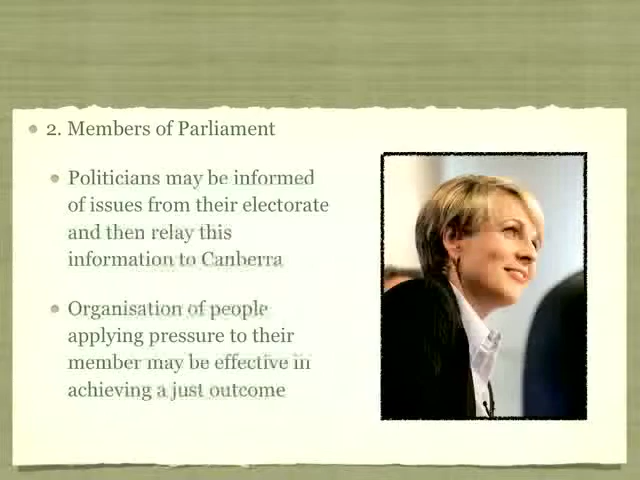 2. Members of Parliament
Politicians may be informed
of issues from their electorate
and then relay this
information to Canberra
Organisation of people
applying pressure to their
member may be effective in
achieving a just outcome